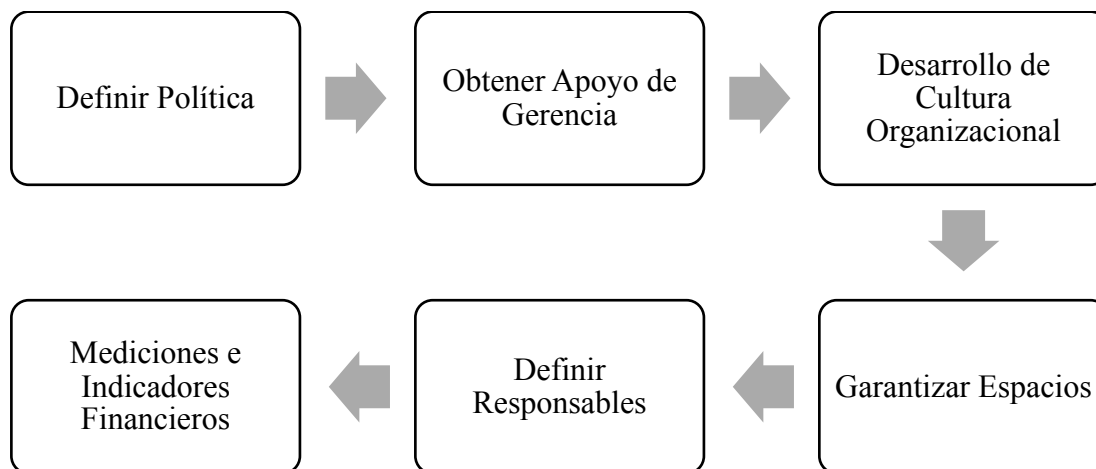 Definir Política
Obtener Apoyo de
Gerencia
Desarrollo de
Cultura
Organizacional
Garantizar Espacios
Definir
Responsables
Mediciones e
Indicadores
Financieros